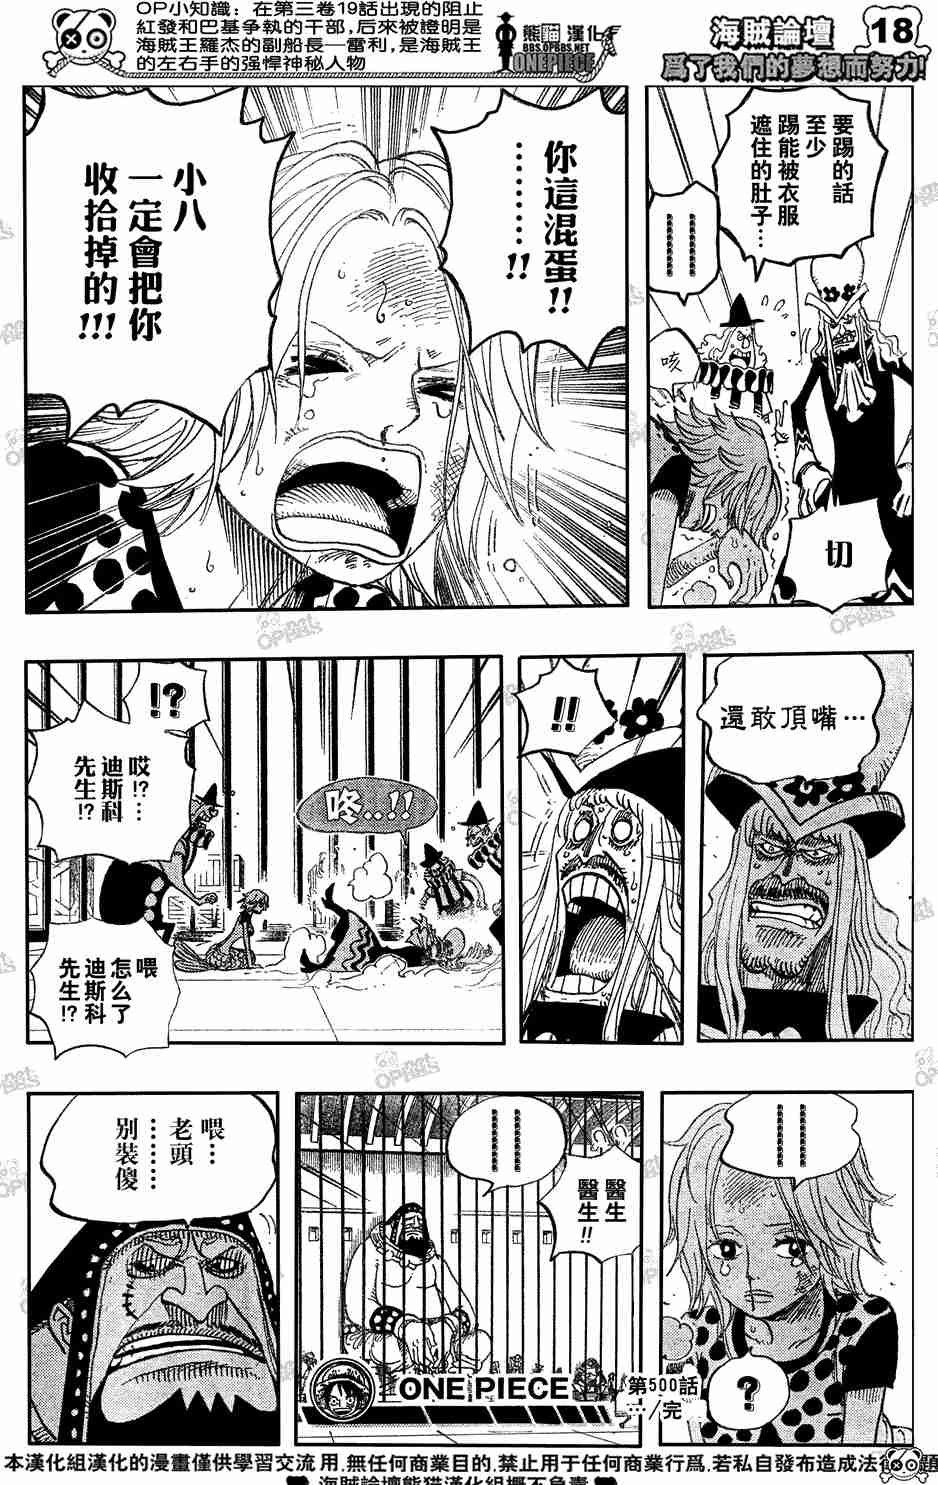 OP小知識：在第三卷19話出現的阻止
紅發和巴基争執的干部,后來被證明是
海賊王羅杰的副船長—雷利,是海賊王
的左右手的强悍神秘人物
熊猫漢化
BBS.OPBBS.NET
ONEPIECE
海賊論壇
爲了我們的夢想而努力!
18
要踢的話
至少
踢能被衣服
遮住的肚子…
…………
咳
切
你這混蛋!!
………!!
小八
一定會把你
收拾掉的!!!
還敢頂嘴…
!!
!?
咚..!!
哎!?…
迪斯科
先生!?
喂
怎么了
迪斯科
先生!?
…………
?
醫生
醫生!!
…………
喂…
老頭
………
別裝傻
ONE PIECE
第500話
…/完
本漢化組漢化的漫畫僅供學習交流用.無任何商業目的.禁止用于任何商業行爲.若私自發布造成法律問題
海賊論壇熊猫漢化組概不負責